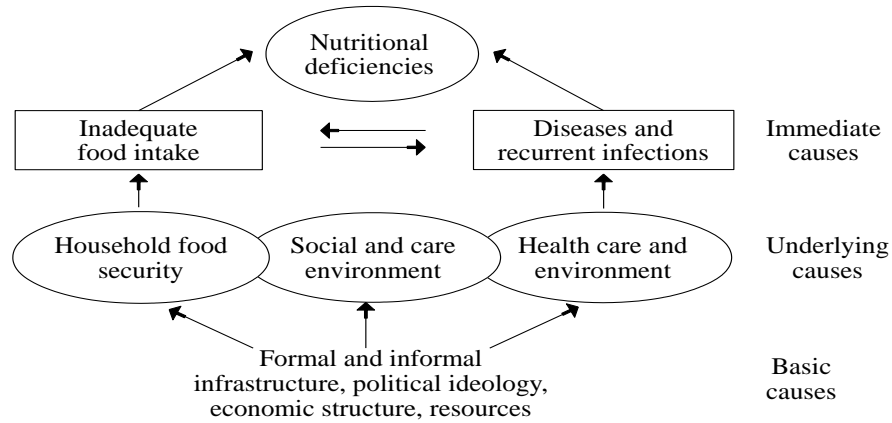 Nutritional
deficiencies
Inadequate
food intake
Diseases and
recurrent infections
Immediate
causes
Household food
security
Social and care
environment
Health care and
environment
Underlying
causes
Formal and informal
infrastructure, political ideology,
economic structure, resources
Basic
causes